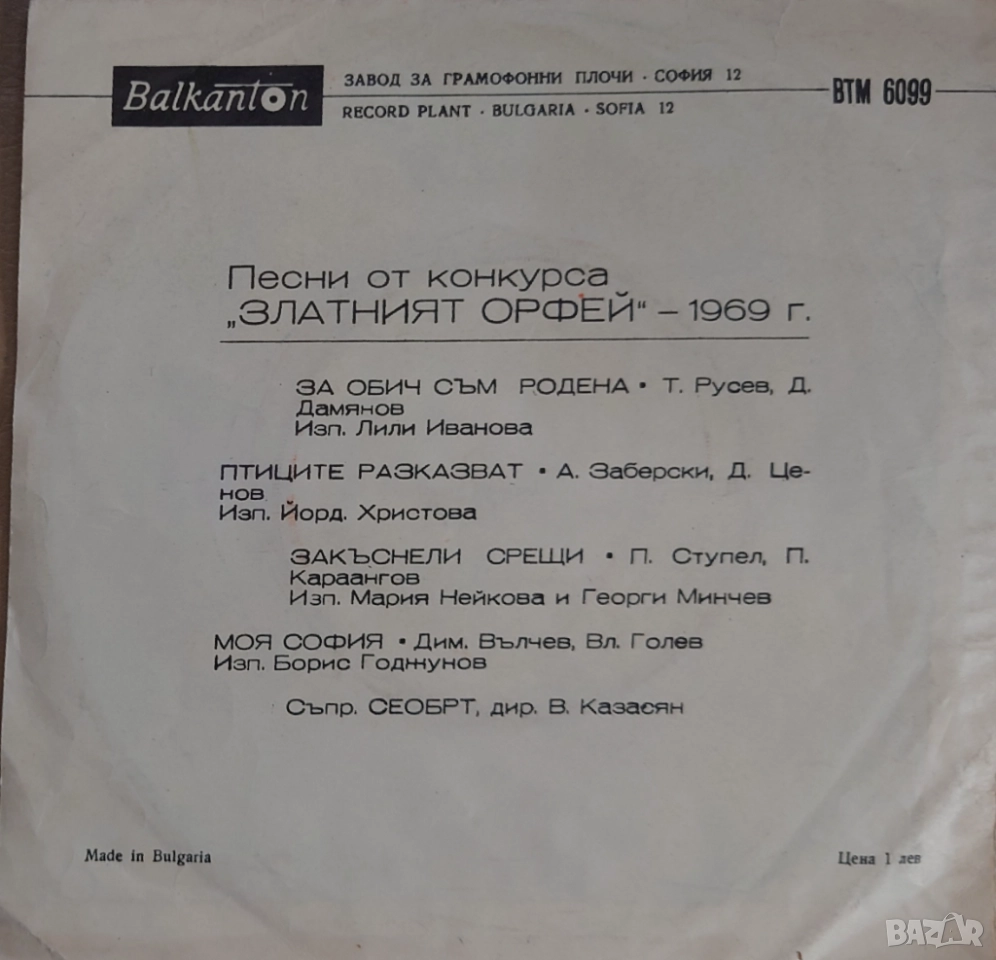 Balkanton
ЗАВОД ЗА ГРАМОФОННИ ПЛОЧИ · СОФИЯ 12
RECORD PLANT · BULGARIA · SOFIA 12
ВТМ 6099
Песни от конкурса
„ЗЛАТНИЯТ ОРФЕЙ“ – 1969 г.
ЗА ОБИЧ СЪМ РОДЕНА • Т. Русев, Д.
Дамянов
Изп. Лили Иванова
ПТИЦИТЕ РАЗКАЗВАТ • А. Заберски, Д. Це-
нов
Изп. Йорд. Христова
ЗАКЪСНЕЛИ СРЕЩИ • П. Ступел, П.
Караангов
Изп. Мария Нейкова и Георги Минчев
МОЯ СОФИЯ • Дим. Вълчев, Вл. Голев
Изп. Борис Годжунов
Съпр. СЕОБРТ, дир. В. Казасян
Made in Bulgaria
Цена 1 лев
BAZAR